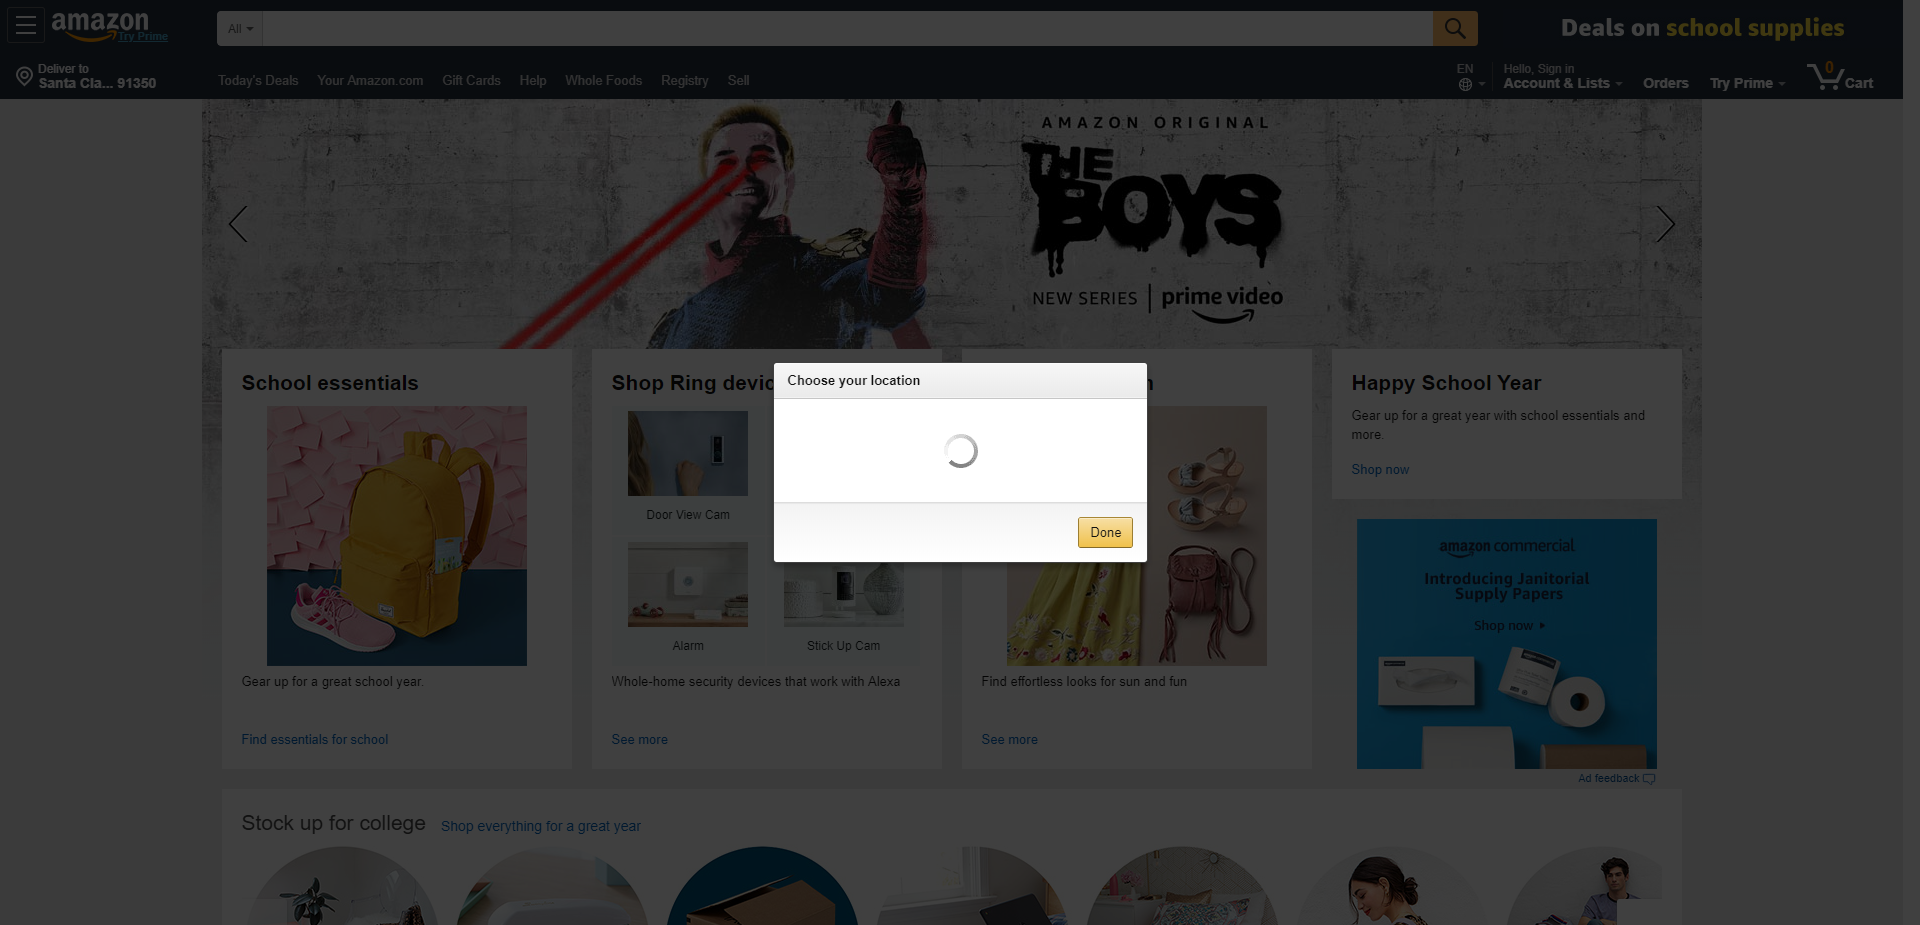 amazon
Try Prime
All
Deals on school supplies
Deliver to
Santa Cla... 91350
Today's Deals
Your Amazon.com
Gift Cards
Help
Whole Foods
Registry
Sell
EN
Hello, Sign in
Account & Lists
Orders
Try Prime
0
Cart
AMAZON ORIGINAL
THE
BOYS
NEW SERIES
prime video
School essentials
Gear up for a great school year.
Find essentials for school
Shop Ring devic
Door View Cam
Alarm
Stick Up Cam
Whole-home security devices that work with Alexa
See more
Find effortless looks for sun and fun
See more
Happy School Year
Gear up for a great year with school essentials and
more.
Shop now
amazon commercial
Introducing Janitorial
Supply Papers
Shop now
Ad feedback
Choose your location
Done
Stock up for college
Shop everything for a great year